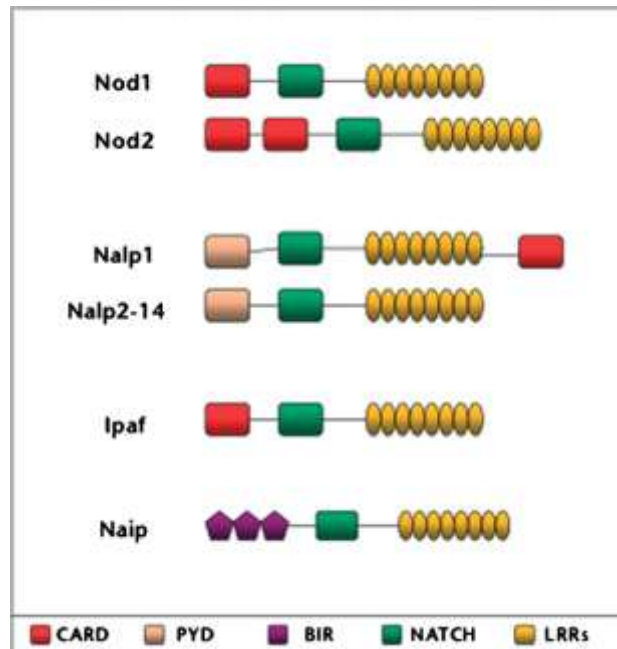 Nod1
Nod2
Nalp1
Nalp2-14
Ipaf
Naip
CARD PYD BIR NATCH LRRs